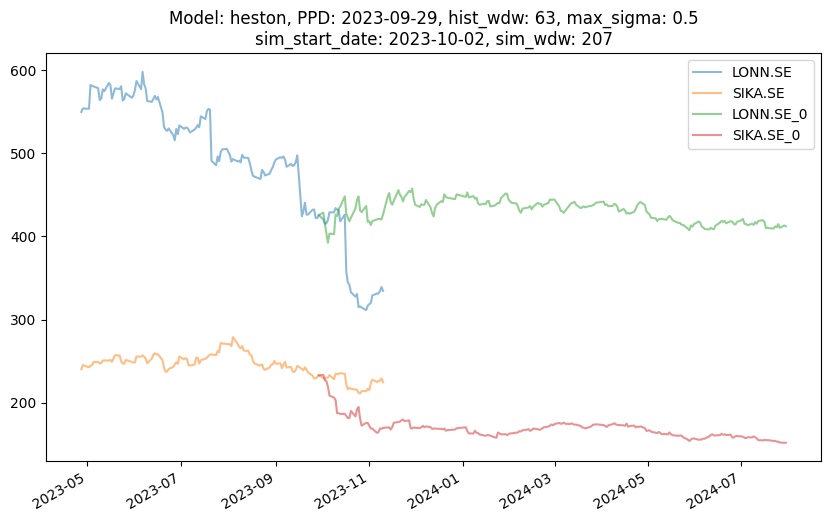 Model: heston, PPD: 2023-09-29, hist_wdw: 63, max_sigma: 0.5
sim_start_date: 2023-10-02, sim_wdw: 207
LONN.SE
SIKA.SE
LONN.SE_0
SIKA.SE_0
600
500
400
300
200
2023-05
2023-07
2023-09
2023-11
2024-01
2024-03
2024-05
2024-07